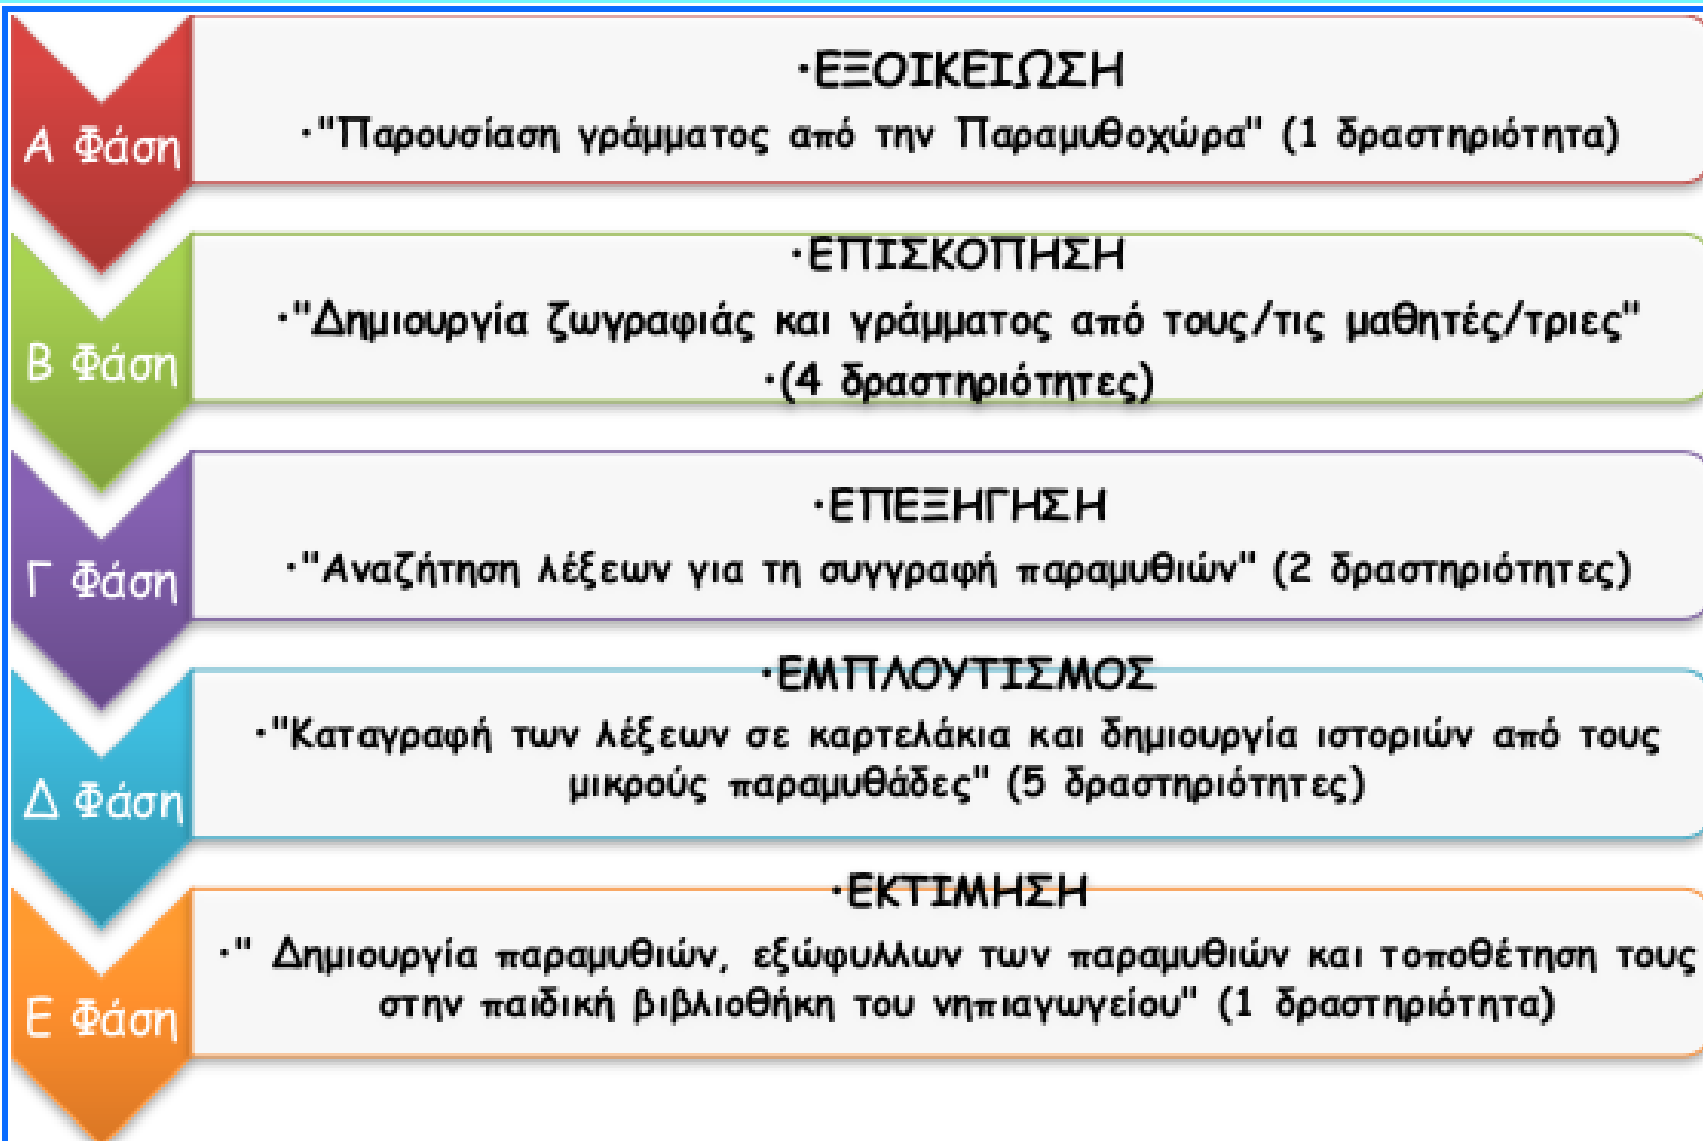 Α Φάση
·ΕΞΟΙΚΕΙΩΣΗ
·"Παρουσίαση γράμματος από την Παραμυθοχώρα" (1 δραστηριότητα)
Β Φάση
·ΕΠΙΣΚΟΠΗΣΗ
·"Δημιουργία ζωγραφιάς και γράμματος από τους/τις μαθητές/τριες"
·(4 δραστηριότητες)
Γ Φάση
·ΕΠΕΞΗΓΗΣΗ
·"Αναζήτηση λέξεων για τη συγγραφή παραμυθιών" (2 δραστηριότητες)
Δ Φάση
·ΕΜΠΛΟΥΤΙΣΜΟΣ
·"Καταγραφή των λέξεων σε καρτελάκια και δημιουργία ιστοριών από τους
μικρούς παραμυθάδες" (5 δραστηριότητες)
Ε Φάση
·ΕΚΤΙΜΗΣΗ
·" Δημιουργία παραμυθιών, εξώφυλλων των παραμυθιών και τοποθέτηση τους
στην παιδική βιβλιοθήκη του νηπιαγωγείου" (1 δραστηριότητα)